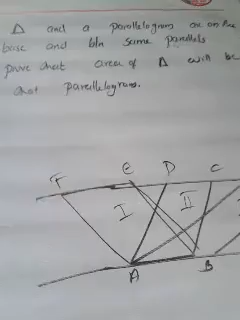 Δ and a parallelogram are on the
base and b/n same parallels
prove that area of Δ will be
that parallelogram.
F E D C
I II
A B